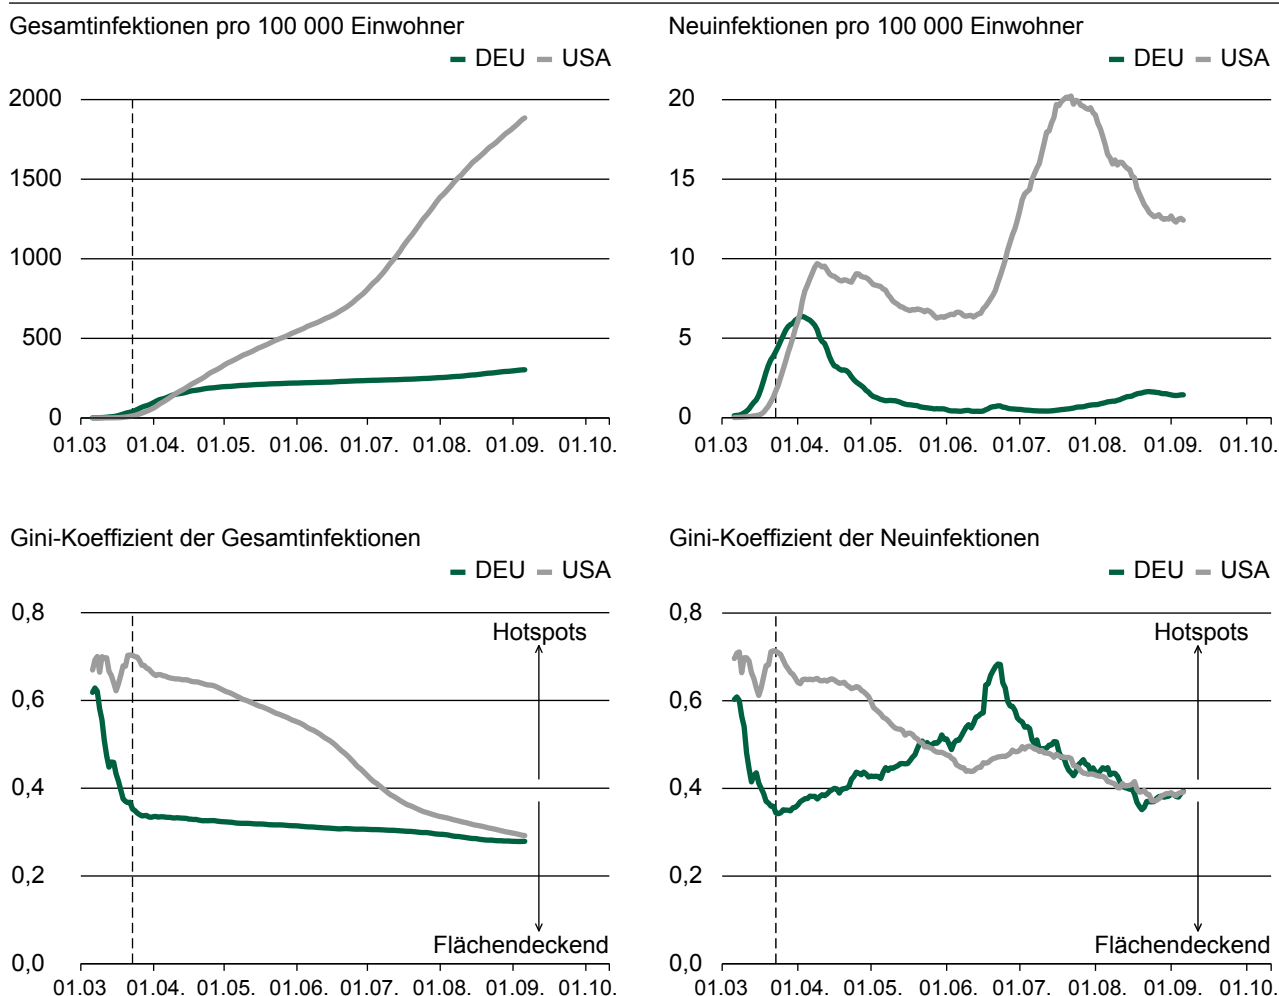 Gesamtinfektionen pro 100 000 Einwohner
DEU USA
2000
1500
1000
500
0
01.03 01.04. 01.05. 01.06. 01.07. 01.08. 01.09. 01.10.
Neuinfektionen pro 100 000 Einwohner
DEU USA
20
15
10
5
0
01.03. 01.04. 01.05. 01.06. 01.07. 01.08. 01.09. 01.10.
Gini-Koeffizient der Gesamtinfektionen
DEU USA
0,8
Hotspots
0,6
0,4
0,2
Flächendeckend
0,0
01.03 01.04. 01.05. 01.06. 01.07. 01.08. 01.09. 01.10.
Gini-Koeffizient der Neuinfektionen
DEU USA
0,8
Hotspots
0,6
0,4
0,2
Flächendeckend
0,0
01.03. 01.04. 01.05. 01.06. 01.07. 01.08. 01.09. 01.10.